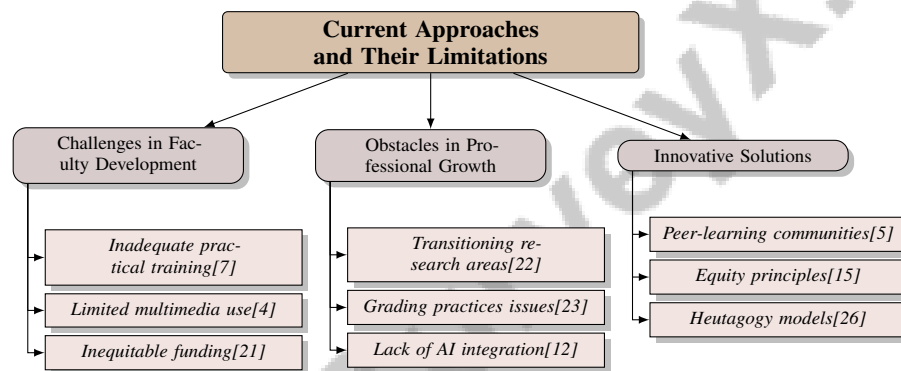 Current Approaches
and Their Limitations
Challenges in Fac-
ulty Development
Inadequate prac-
tical training[7]
Limited multimedia use[4]
Inequitable funding[21]
Obstacles in Pro-
fessional Growth
Transitioning re-
search areas[22]
Grading practices issues[23]
Lack of AI integration[12]
Innovative Solutions
Peer-learning communities[5]
Equity principles[15]
Heutagogy models[26]